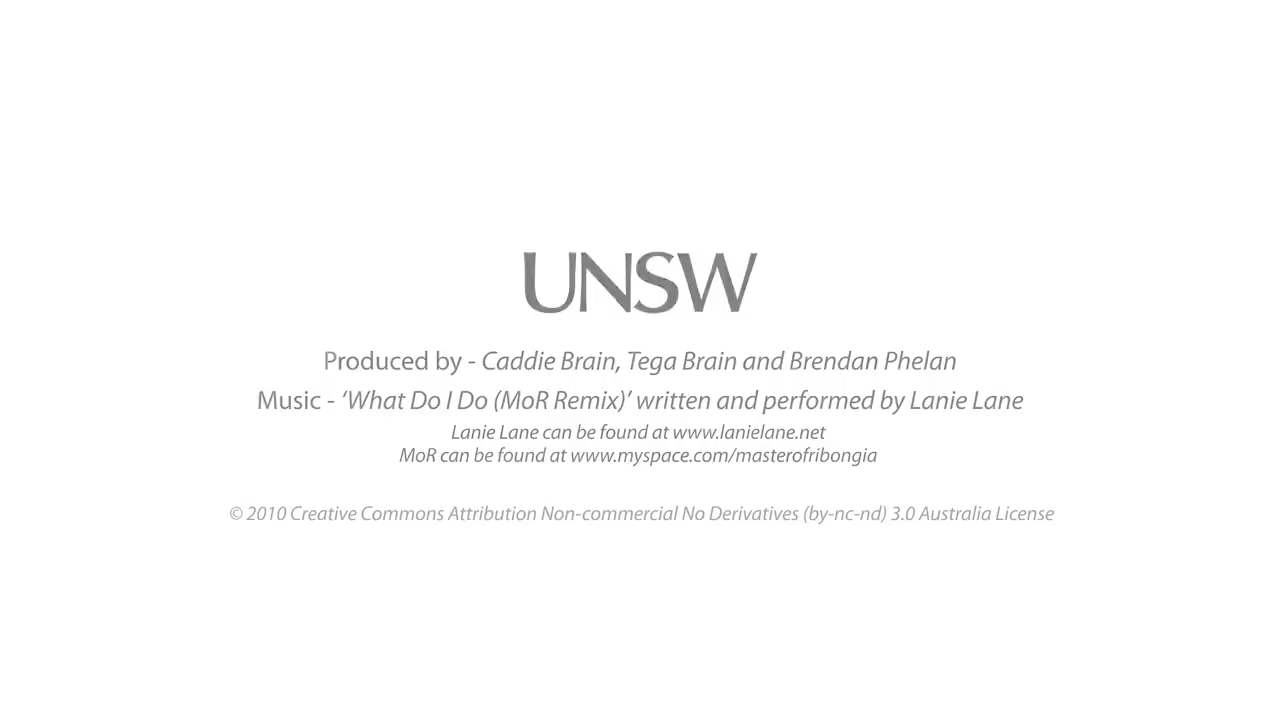 UNSW
Produced by - Caddie Brain, Tega Brain and Brendan Phelan
Music - ‘What Do I Do (MoR Remix)’ written and performed by Lanie Lane
Lanie Lane can be found at www.lanielane.net
MoR can be found at www.myspace.com/masterofribongia
© 2010 Creative Commons Attribution Non-commercial No Derivatives (by-nc-nd) 3.0 Australia License